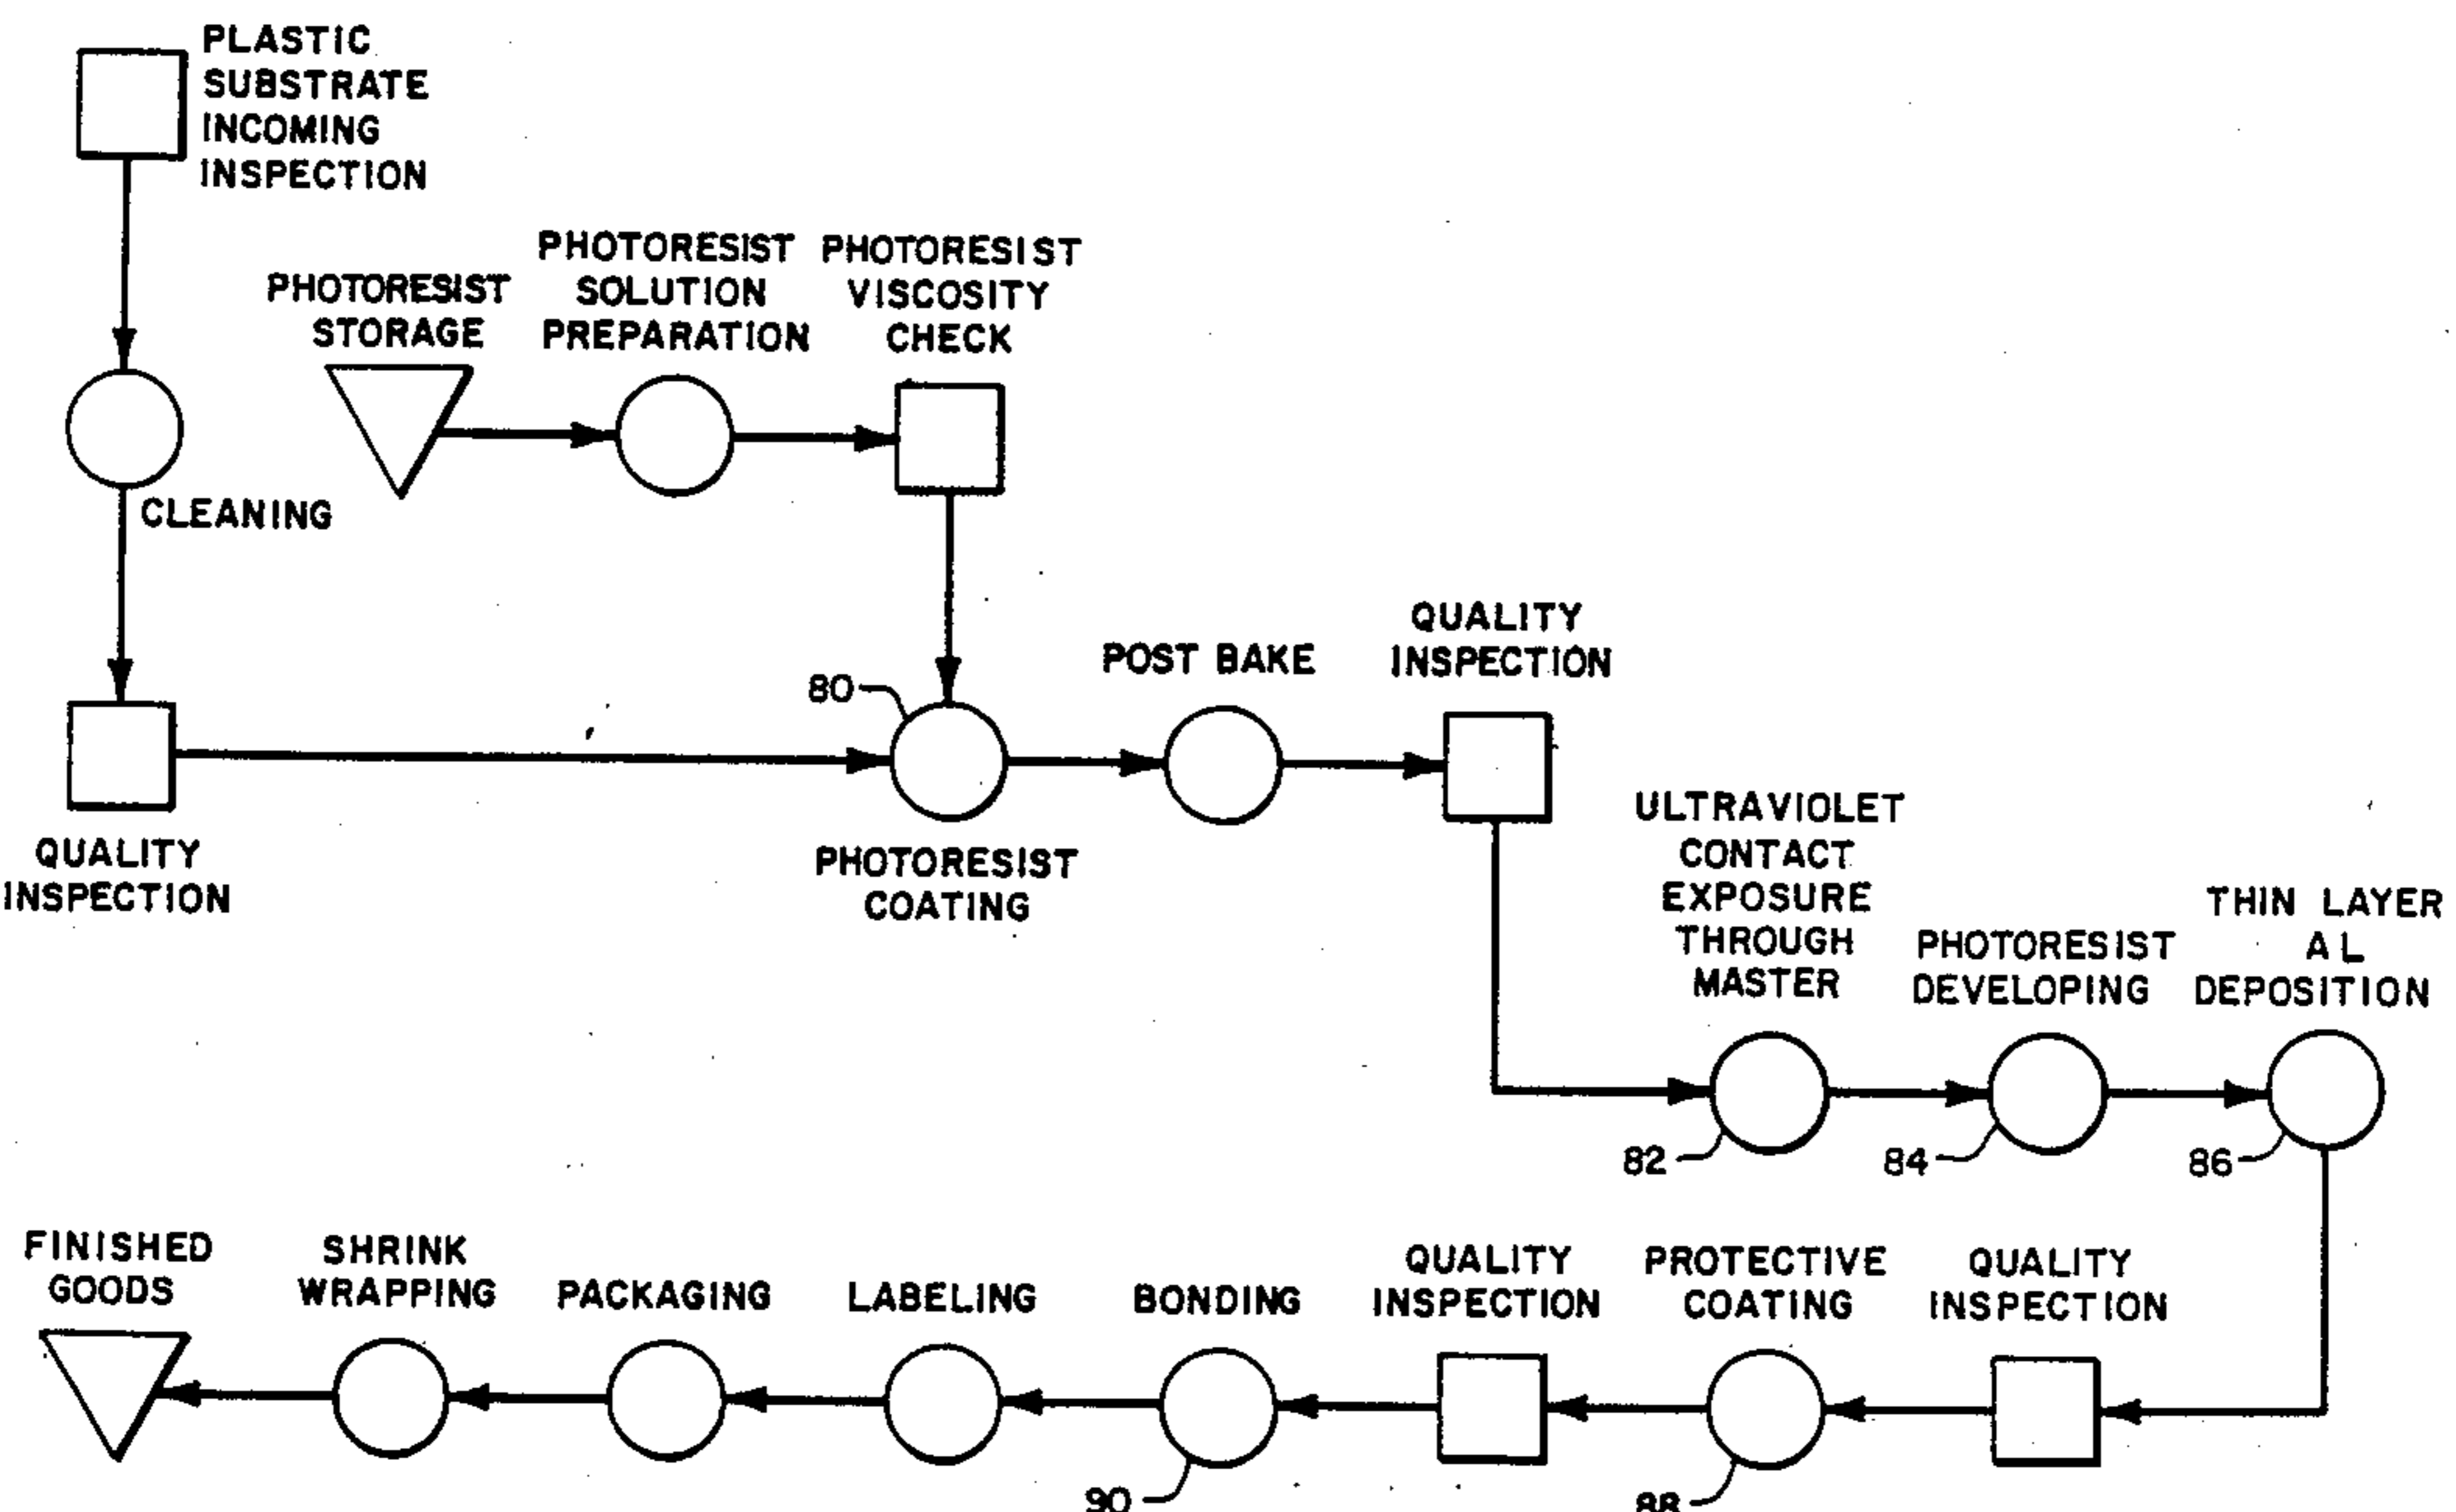 PLASTIC
SUBSTRATE
INCOMING
INSPECTION
PHOTORESIST
STORAGE
PHOTORESIST
SOLUTION
PREPARATION
PHOTORESIST
VISCOSITY
CHECK
CLEANING
QUALITY
INSPECTION
80
PHOTORESIST
COATING
POST BAKE
QUALITY
INSPECTION
ULTRAVIOLET
CONTACT
EXPOSURE
THROUGH
MASTER
82
PHOTORESIST
DEVELOPING
84
THIN LAYER
AL
DEPOSITION
86
FINISHED
GOODS
SHRINK
WRAPPING
PACKAGING
LABELING
BONDING
90
QUALITY
INSPECTION
PROTECTIVE
COATING
88
QUALITY
INSPECTION